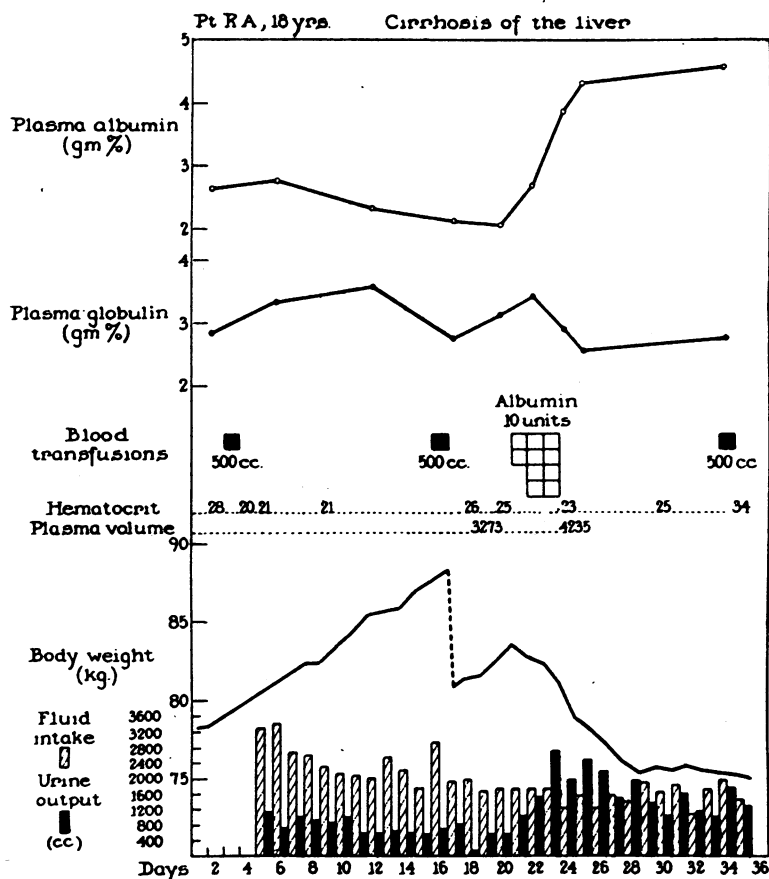 Pt R A, 18 yrs. Cirrhosis of the liver
5
4
3
2
Plasma albumin
(gm %)
4
3
2
Plasma globulin
(gm %)
Albumin
10 units
Blood
transfusions
500 cc.
500 cc.
500 cc
Hematocrit
28 20 21 21 26 25 23 25 34
Plasma volume
3273 4235
90
85
80
75
Body weight
(kg.)
Fluid
intake
Urine
output
(cc)
3600
3200
2800
2400
2000
1600
1200
800
400
Days 2 4 6 8 10 12 14 16 18 20 22 24 26 28 30 32 34 36